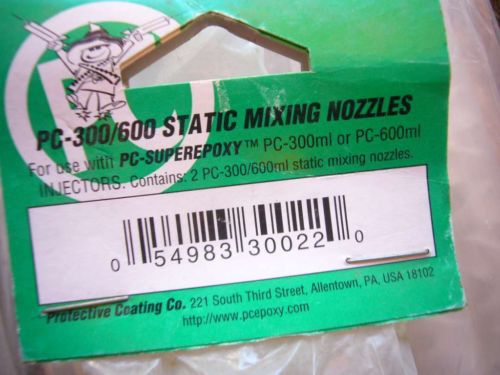 PC-300/600 STATIC MIXING NOZZLES
For use with PC-SUPEREPOXY™ PC-300ml or PC-600ml
INJECTORS. Contains: 2 PC-300/600ml static mixing nozzles.
0 54983 30022 0
Protective Coating Co. 221 South Third Street, Allentown, PA, USA 18102
http://www.pcepoxy.com